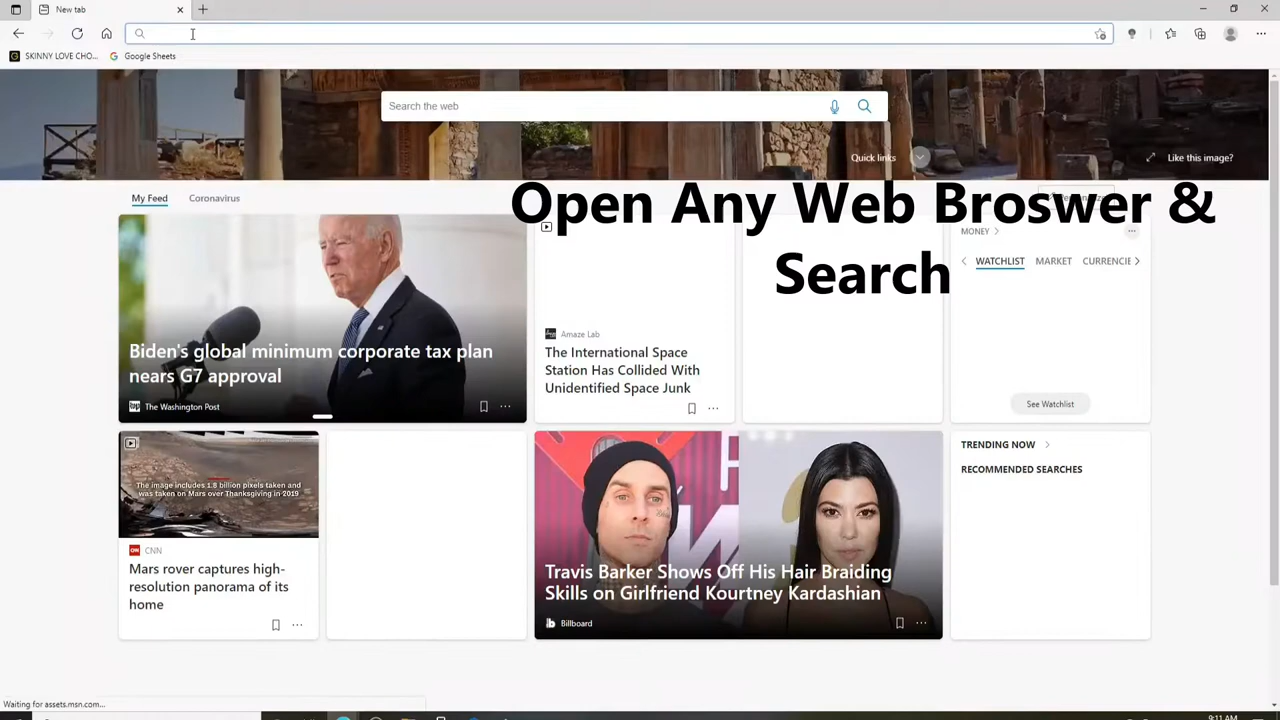 New tab
SKINNY LOVE CHO...
Google Sheets
Search the web
Quick links
Like this image?
My Feed
Coronavirus
Open Any Web Broswer &
Search
Biden's global minimum corporate tax plan
nears G7 approval
The Washington Post
Amaze Lab
The International Space
Station Has Collided With
Unidentified Space Junk
MONEY
WATCHLIST
MARKET
CURRENCIE
See Watchlist
The image includes 1.8 billion pixels taken and
was taken on Mars over Thanksgiving in 2019
CNN
Mars rover captures high-
resolution panorama of its
home
Travis Barker Shows Off His Hair Braiding
Skills on Girlfriend Kourtney Kardashian
Billboard
TRENDING NOW
RECOMMENDED SEARCHES
Waiting for assets.msn.com...
9:11 AM